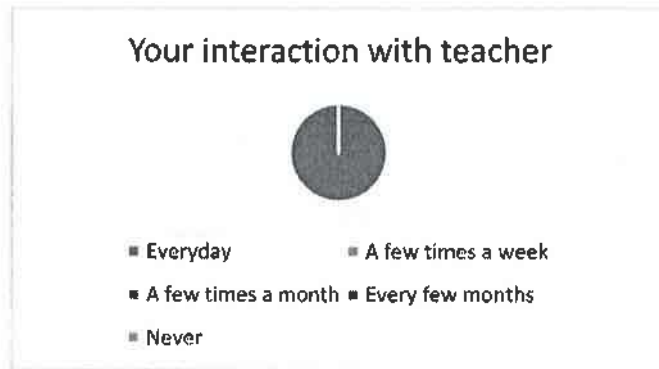 Your interaction with teacher
Everyday A few times a week
A few times a month Every few months
Never